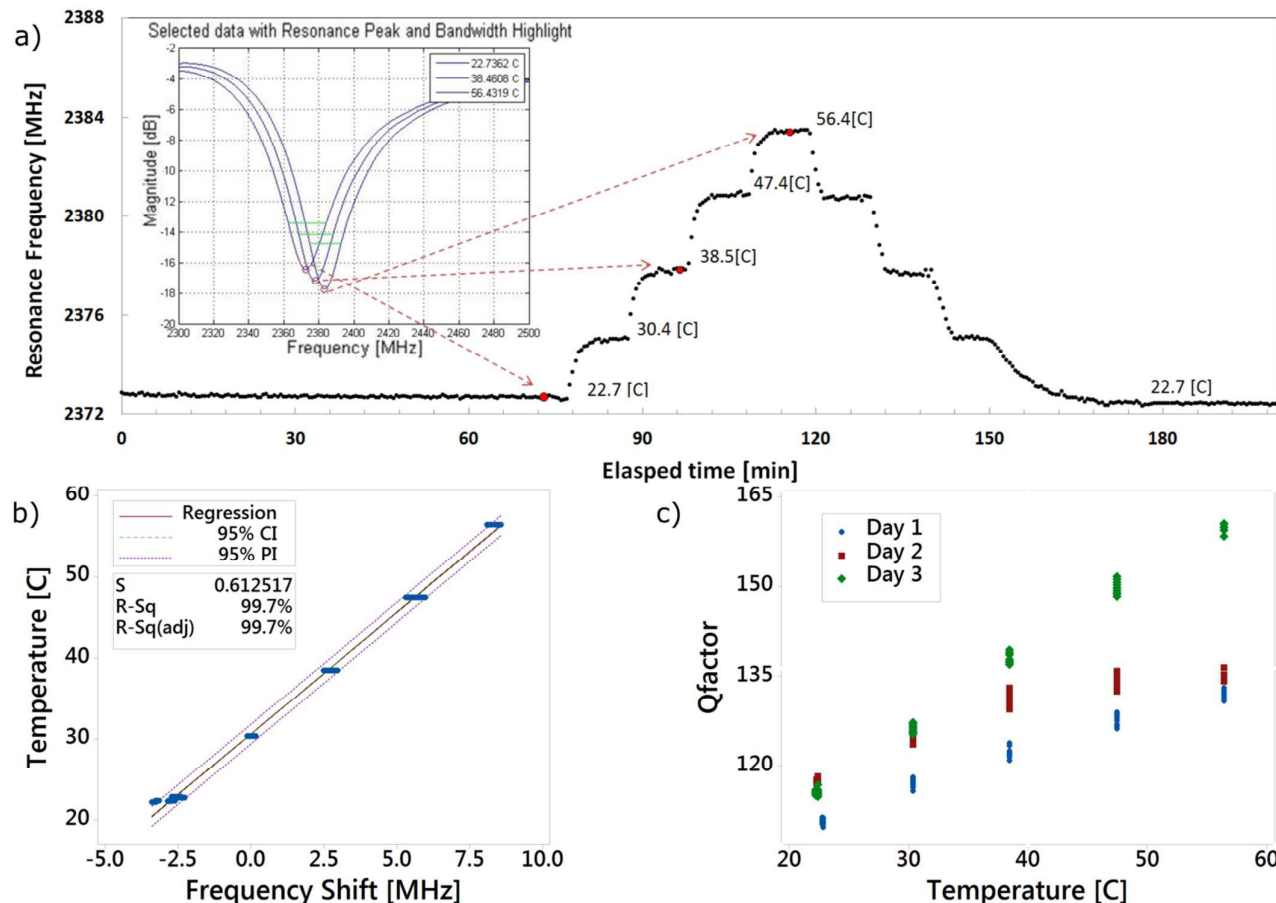 a)
Selected data with Resonance Peak and Bandwidth Highlight
22.7362 C
38.4608 C
56.4319 C
Magnitude [dB]
-2
-4
-6
-8
-10
-12
-14
-16
-18
-20
2300 2320 2340 2360 2380 2400 2420 2440 2460 2480 2500
Frequency [MHz]
Resonance Frequency [MHz]
2388
2384
2380
2376
2372
56.4[C]
47.4[C]
38.5[C]
30.4 [C]
22.7 [C]
22.7 [C]
0 30 60 90 120 150 180
Elasped time [min]
b)
Regression
95% CI
95% PI
S 0.612517
R-Sq 99.7%
R-Sq(adj) 99.7%
Temperature [C]
60
50
40
30
20
-5.0 -2.5 0.0 2.5 5.0 7.5 10.0
Frequency Shift [MHz]
c)
Day 1
Day 2
Day 3
Qfactor
165
150
135
120
20 30 40 50 60
Temperature [C]